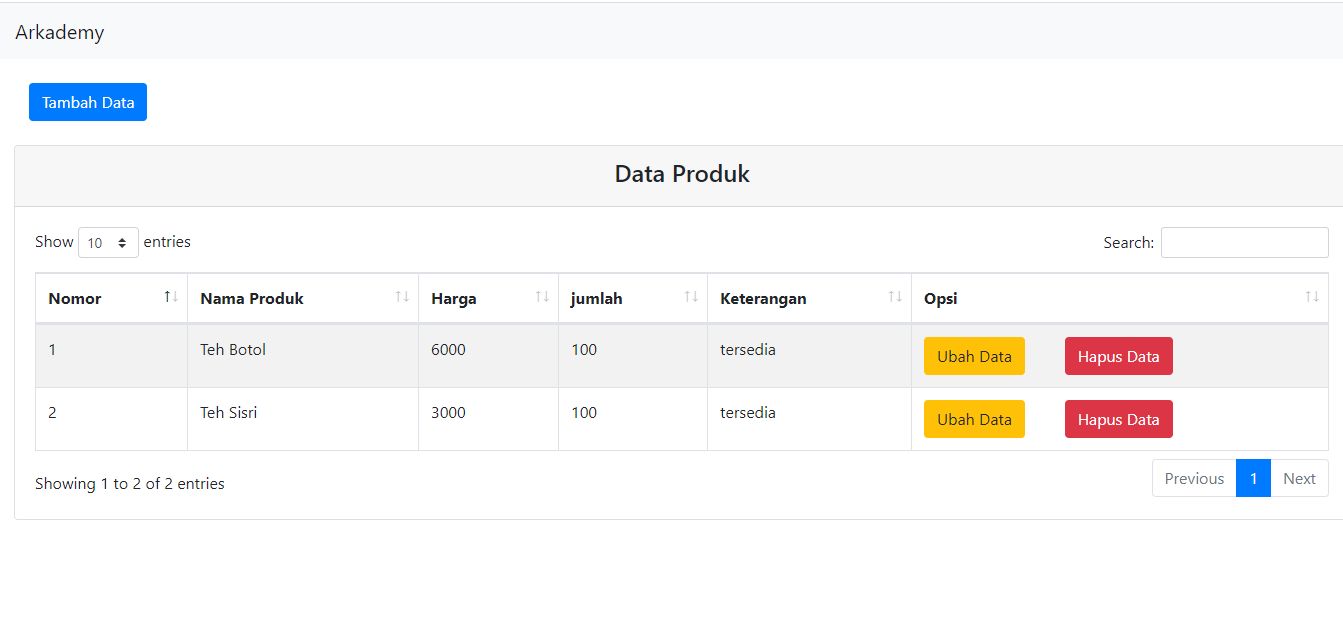 Arkademy
Tambah Data
Data Produk
Show 10 entries
Search:
Nomor Nama Produk Harga jumlah Keterangan Opsi
1 Teh Botol 6000 100 tersedia Ubah Data Hapus Data
2 Teh Sisri 3000 100 tersedia Ubah Data Hapus Data
Showing 1 to 2 of 2 entries
Previous 1 Next